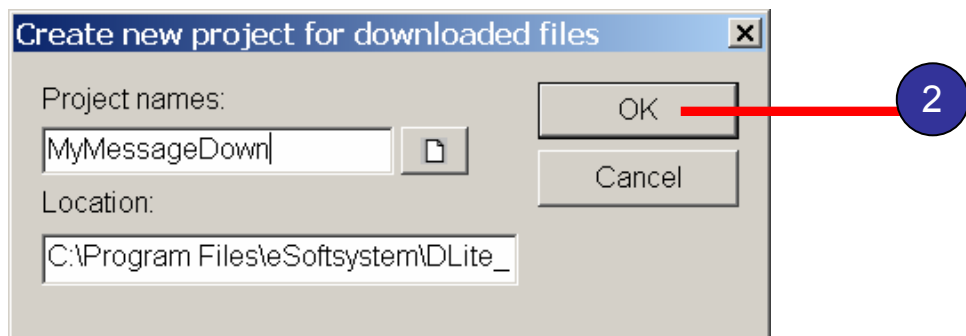 Create new project for downloaded files
Project names:
OK
2
MyMessageDown
Cancel
Location:
C:\Program Files\eSoftsystem\DLite_